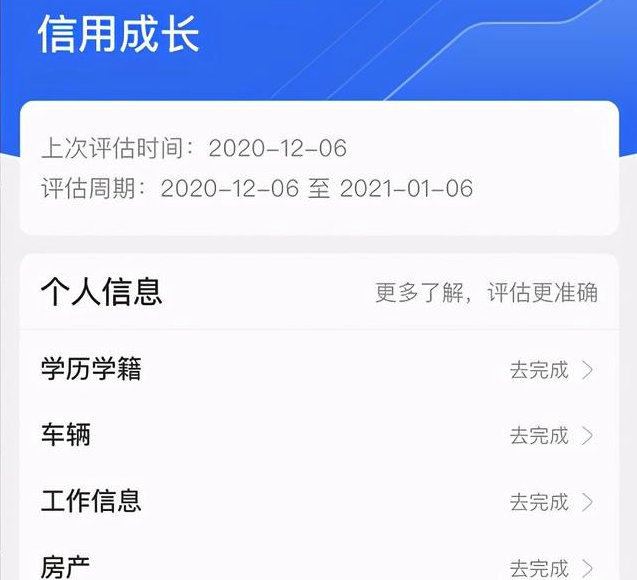 信用成长
上次评估时间：2020-12-06
评估周期：2020-12-06 至 2021-01-06
个人信息 更多了解，评估更准确
学历学籍 去完成
车辆 去完成
工作信息 去完成
房产 去完成